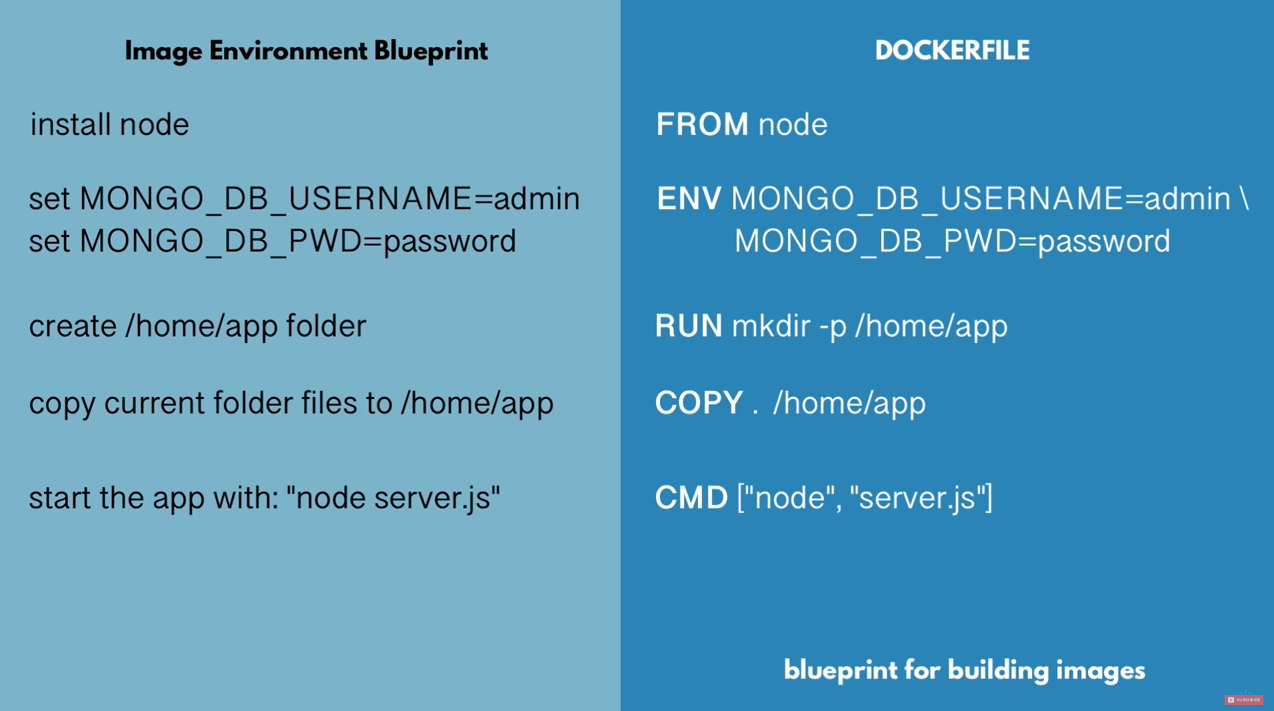 Image Environment Blueprint
install node
set MONGO_DB_USERNAME=admin
set MONGO_DB_PWD=password
create /home/app folder
copy current folder files to /home/app
start the app with: "node server.js"
DOCKERFILE
FROM node
ENV MONGO_DB_USERNAME=admin \
MONGO_DB_PWD=password
RUN mkdir -p /home/app
COPY . /home/app
CMD ["node", "server.js"]
blueprint for building images
SUBSCRIBE